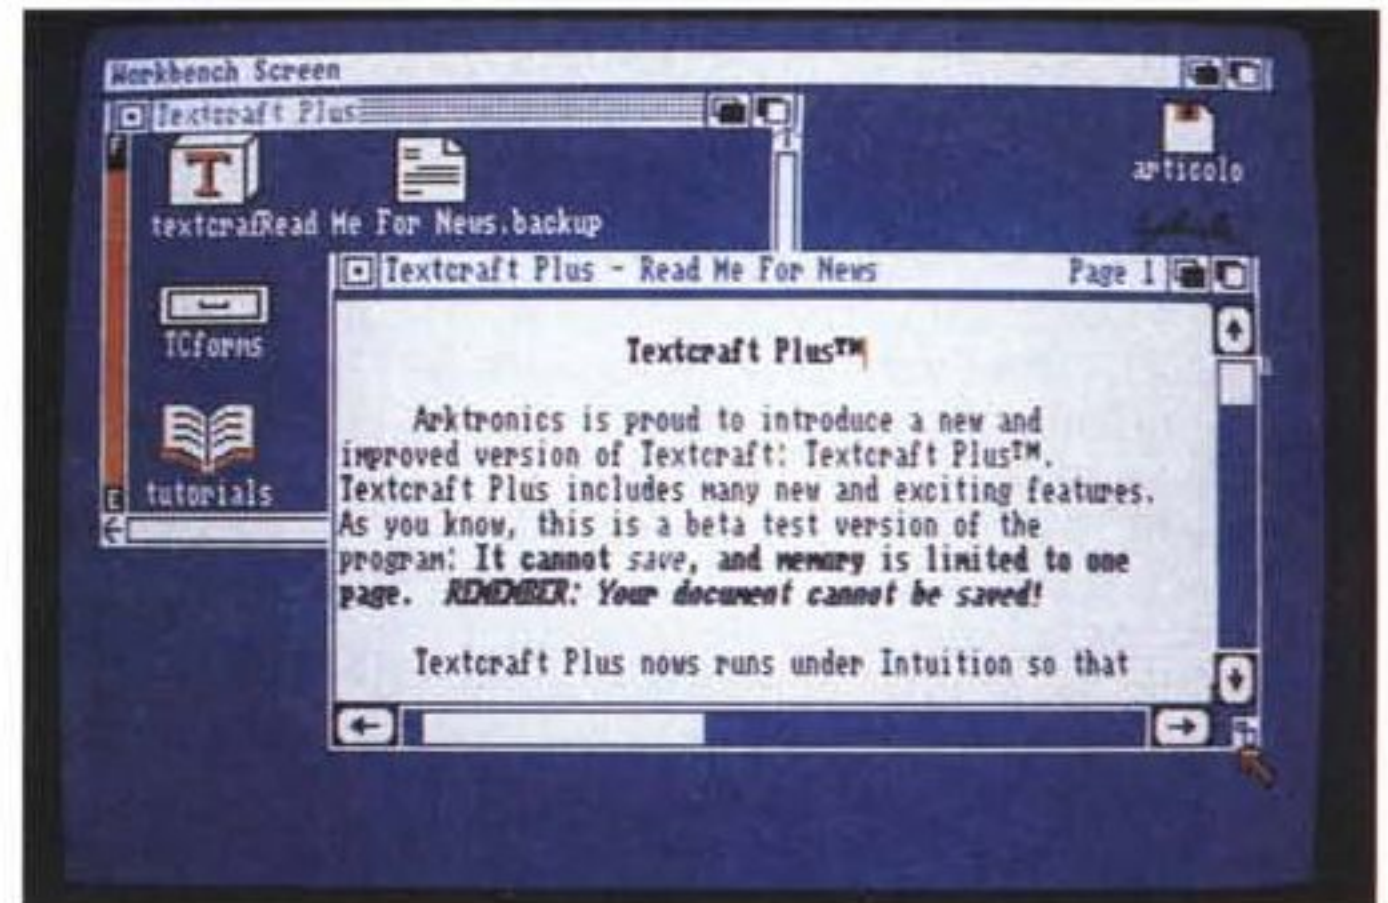 Workbench Screen
Textcraft Plus
articolo
textcrafRead Me For News.backup
Textcraft Plus - Read Me For News Page 1
TCforms
Textcraft Plus™
Arktronics is proud to introduce a new and
improved version of Textcraft: Textcraft Plus™.
Textcraft Plus includes many new and exciting features.
tutorials
E
As you know, this is a beta test version of the
program: It cannot save, and memory is limited to one
page. REMEMBER: Your document cannot be saved!
Textcraft Plus nows runs under Intuition so that